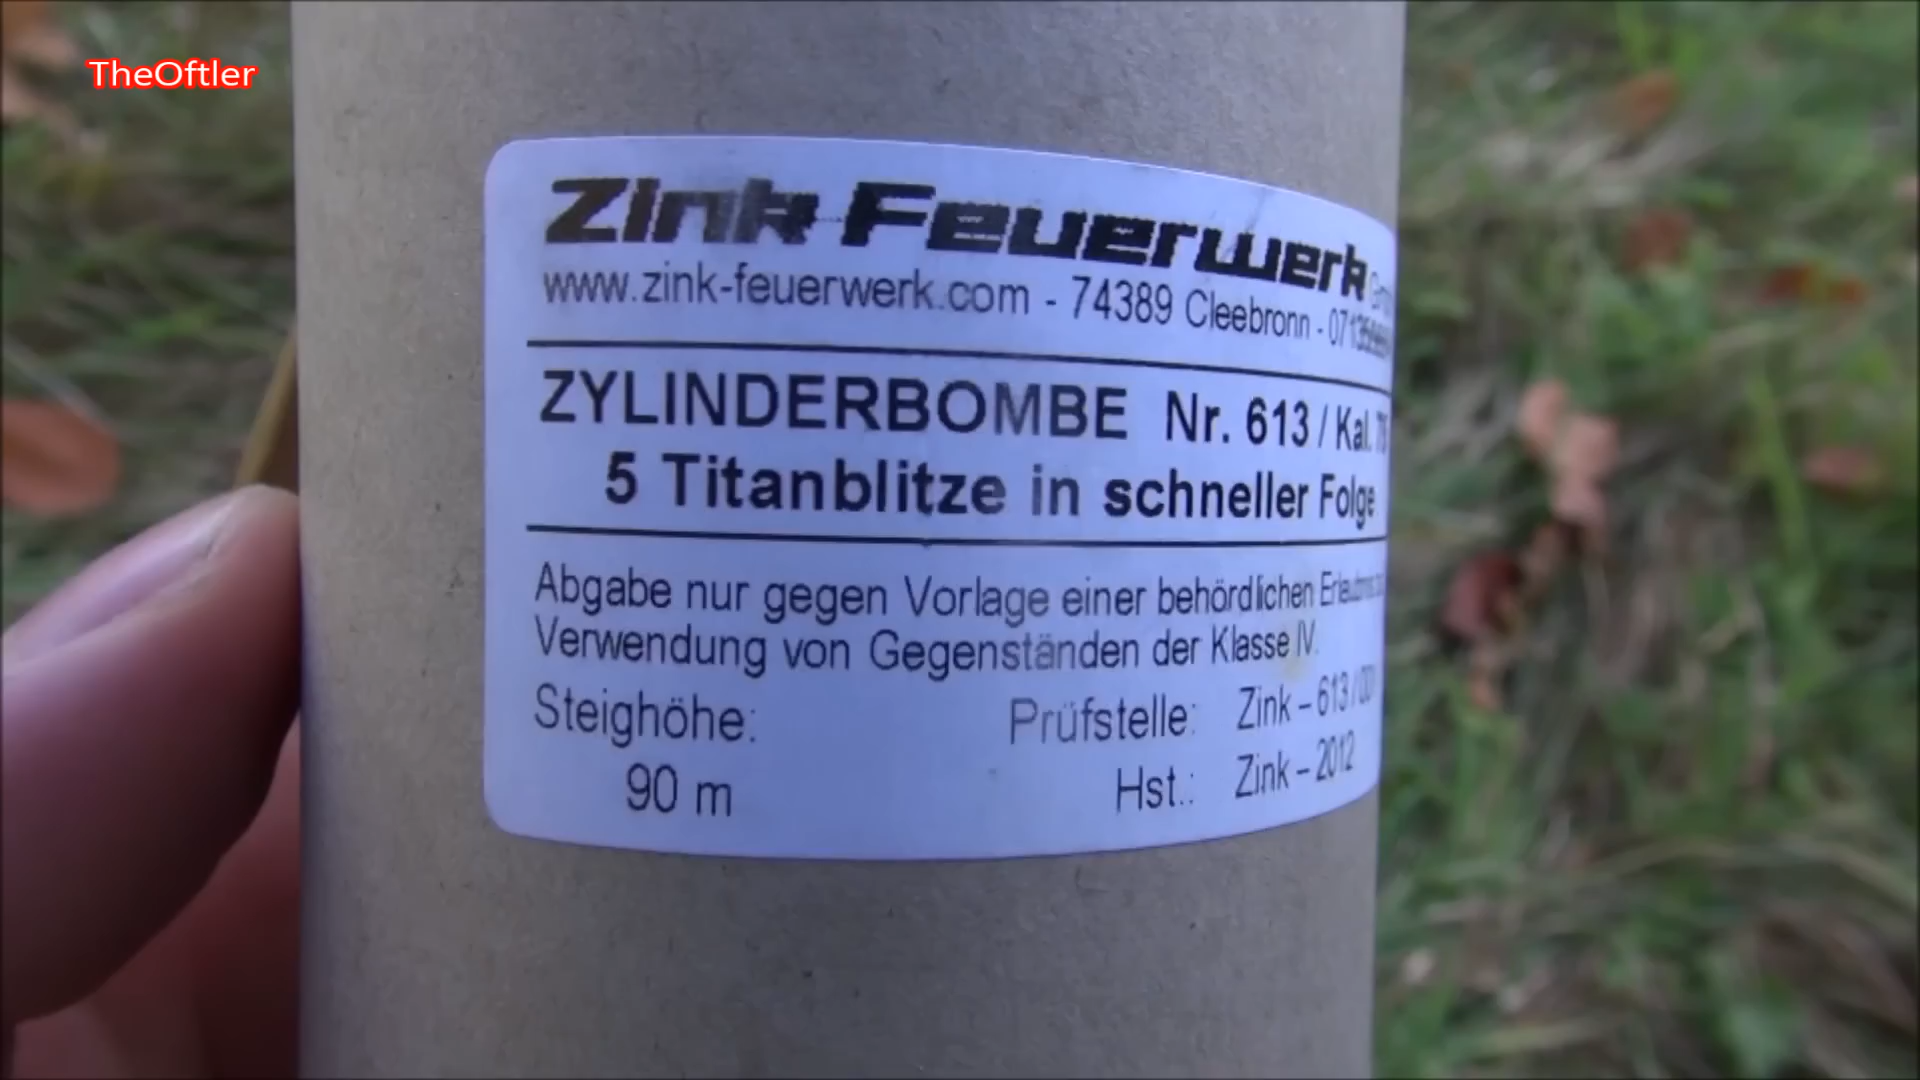 TheOftler
Zink Feuerwerk
www.zink-feuerwerk.com - 74389 Cleebronn -
ZYLINDERBOMBE Nr. 613 / Kal. 75
5 Titanblitze in schneller Folge
Abgabe nur gegen Vorlage einer behördlichen
Verwendung von Gegenständen der Klasse IV.
Steighöhe: Prüfstelle: Zink – 613 /
90 m Hst.: Zink – 2012